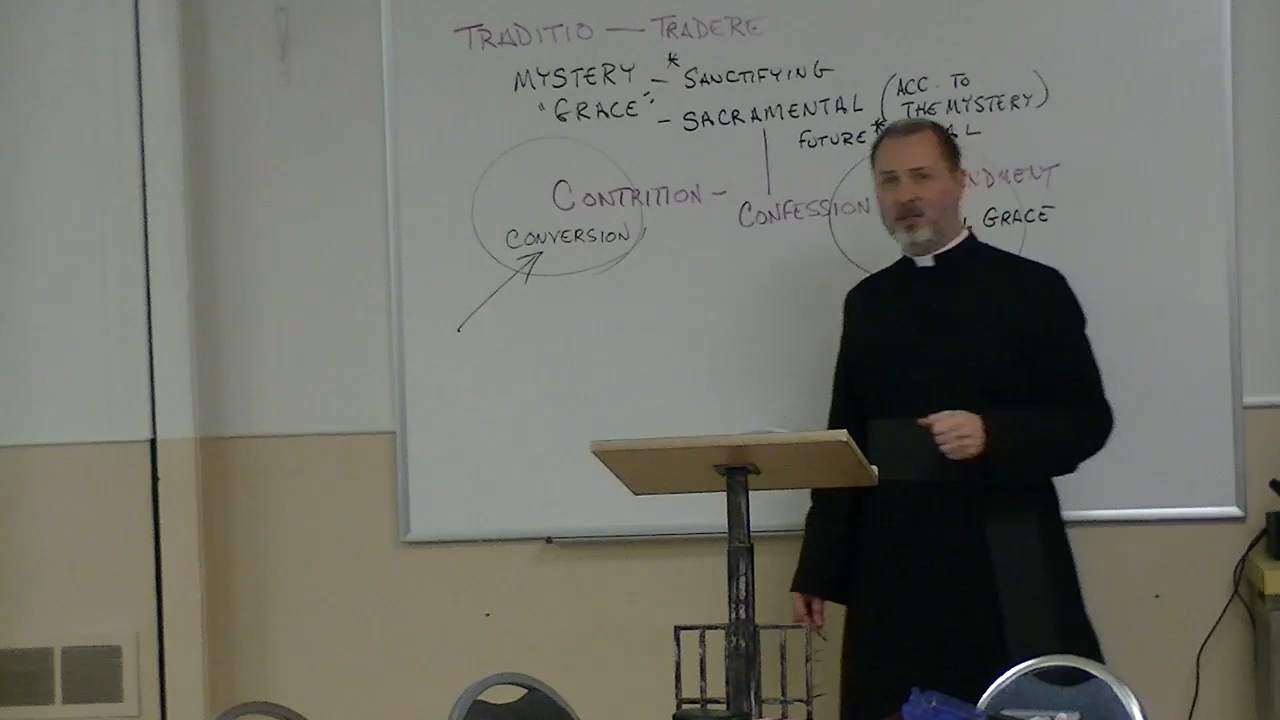 TRADITIO — TRADERE
MYSTERY – * SANCTIFYING
"GRACE" – SACRAMENTAL (ACC. TO
THE MYSTERY)
FUTURE *
CONTRITION –
CONFESSION
CONVERSION
GRACE